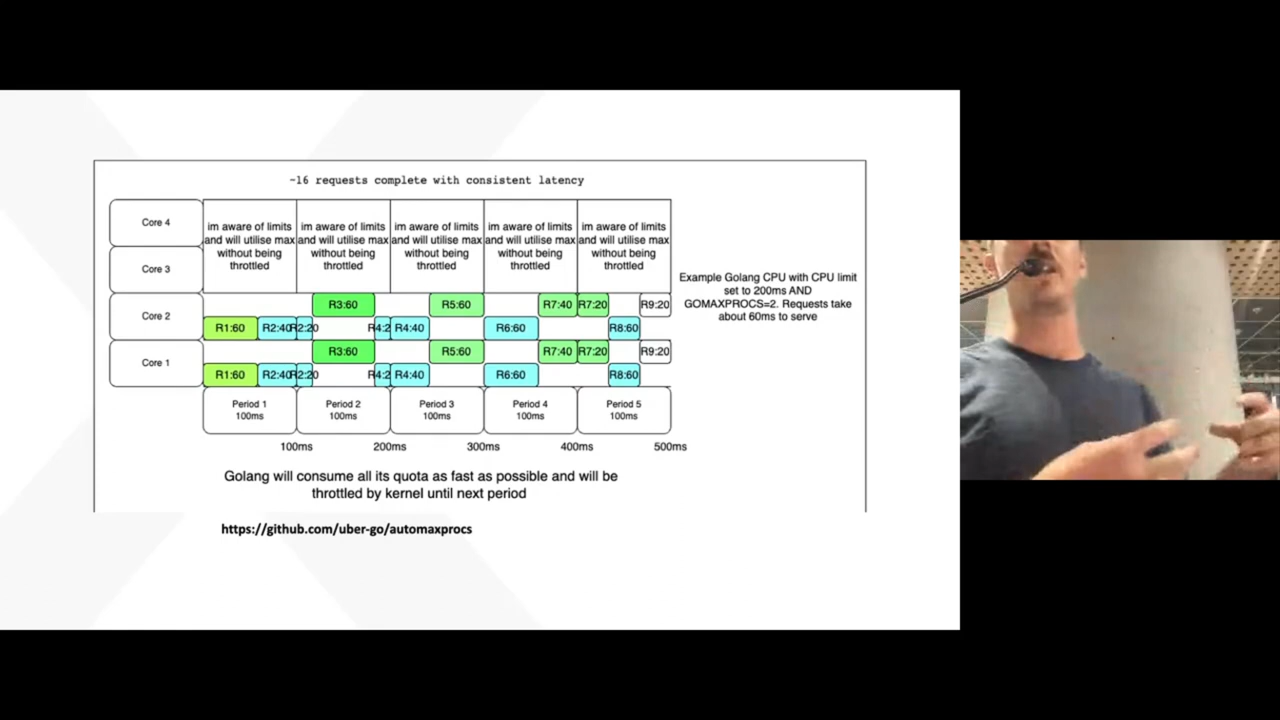 ~16 requests complete with consistent latency
Core 4
Core 3
Core 2
Core 1
im aware of limits
and will utilise max
without being
throttled
im aware of limits
and will utilise max
without being
throttled
im aware of limits
and will utilise max
without being
throttled
im aware of limits
and will utilise max
without being
throttled
im aware of limits
and will utilise max
without being
throttled
R3:60 R5:60 R7:40 R7:20 R9:20
R1:60 R2:40 R2:20 R4:2 R4:40 R6:60 R8:60
R3:60 R5:60 R7:40 R7:20 R9:20
R1:60 R2:40 R2:20 R4:2 R4:40 R6:60 R8:60
Period 1
100ms
Period 2
100ms
Period 3
100ms
Period 4
100ms
Period 5
100ms
100ms 200ms 300ms 400ms 500ms
Example Golang CPU with CPU limit
set to 200ms AND
GOMAXPROCS=2. Requests take
about 60ms to serve
Golang will consume all its quota as fast as possible and will be
throttled by kernel until next period
https://github.com/uber-go/automaxprocs